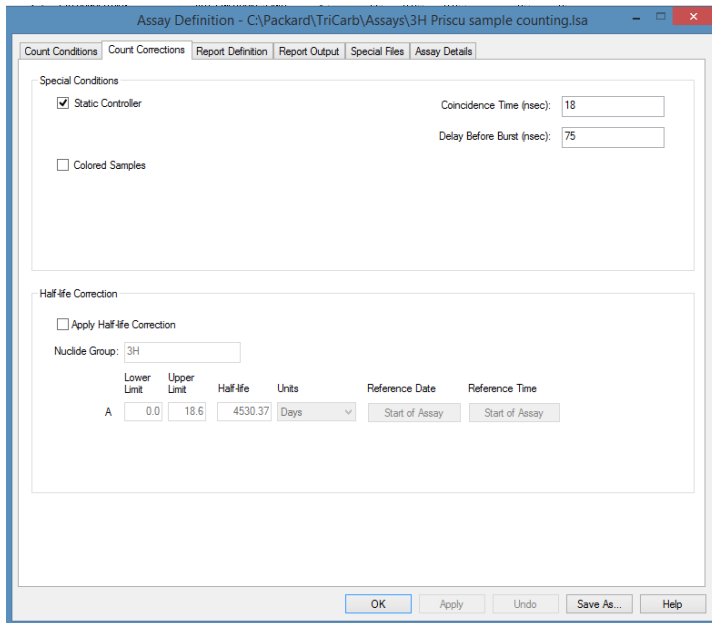 Assay Definition - C:\Packard\TriCarb\Assays\3H Priscu sample counting.lsa
Count Conditions Count Corrections Report Definition Report Output Special Files Assay Details
Special Conditions
Static Controller Coincidence Time (nsec): 18
Delay Before Burst (nsec): 75
Colored Samples
Half-life Correction
Apply Half-life Correction
Nuclide Group: 3H
Lower Limit Upper Limit Half-life Units Reference Date Reference Time
A 0.0 18.6 4530.37 Days Start of Assay Start of Assay
OK Apply Undo Save As... Help